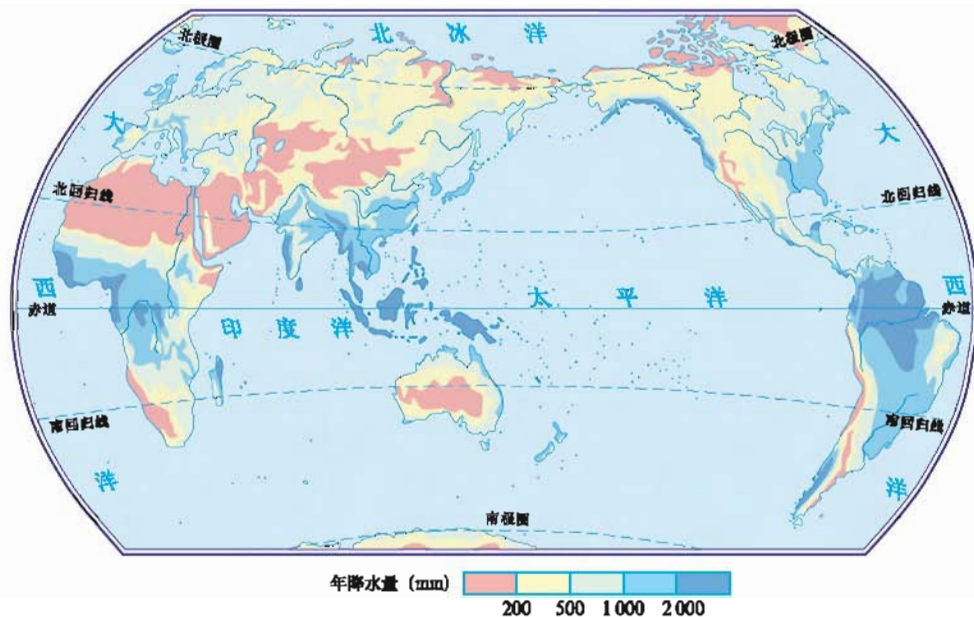 北冰洋
北极圈
北极圈
大
大
北回归线
北回归线
西
太平洋
西
赤道
赤道
印度洋
南回归线
南回归线
洋
洋
南极圈
年降水量 (mm)
200 500 1 000 2 000